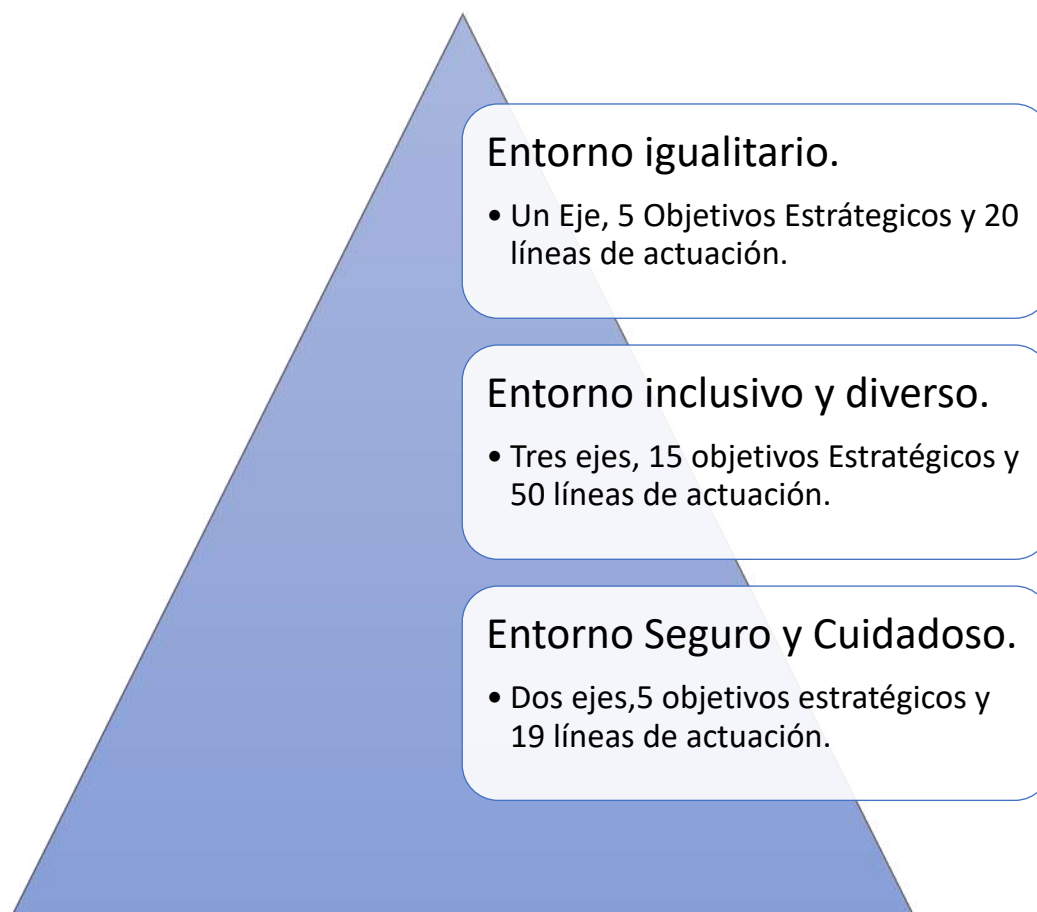 Entorno igualitario.
• Un Eje, 5 Objetivos Estrátegicos y 20
líneas de actuación.
Entorno inclusivo y diverso.
• Tres ejes, 15 objetivos Estratégicos y
50 líneas de actuación.
Entorno Seguro y Cuidadoso.
• Dos ejes,5 objetivos estratégicos y
19 líneas de actuación.